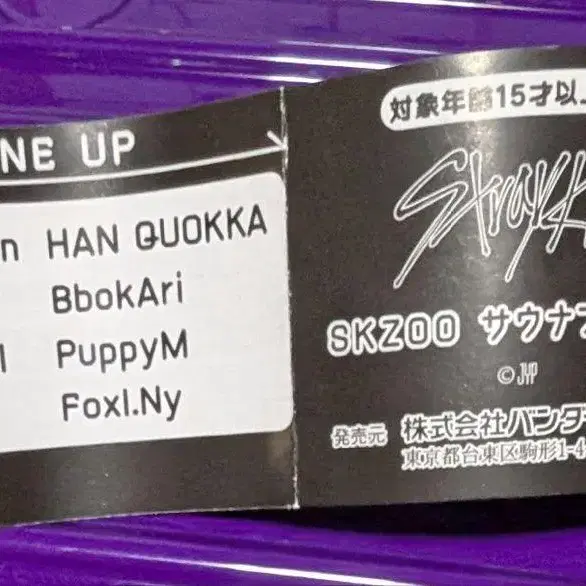 NE UP
n HAN QUOKKA
BbokAri
l PuppyM
FoxI.Ny
対象年齢15才以
StrayK
SKZOO サウナ
©JYP
発売元 株式会社バンダ
東京都台東区駒形1-4